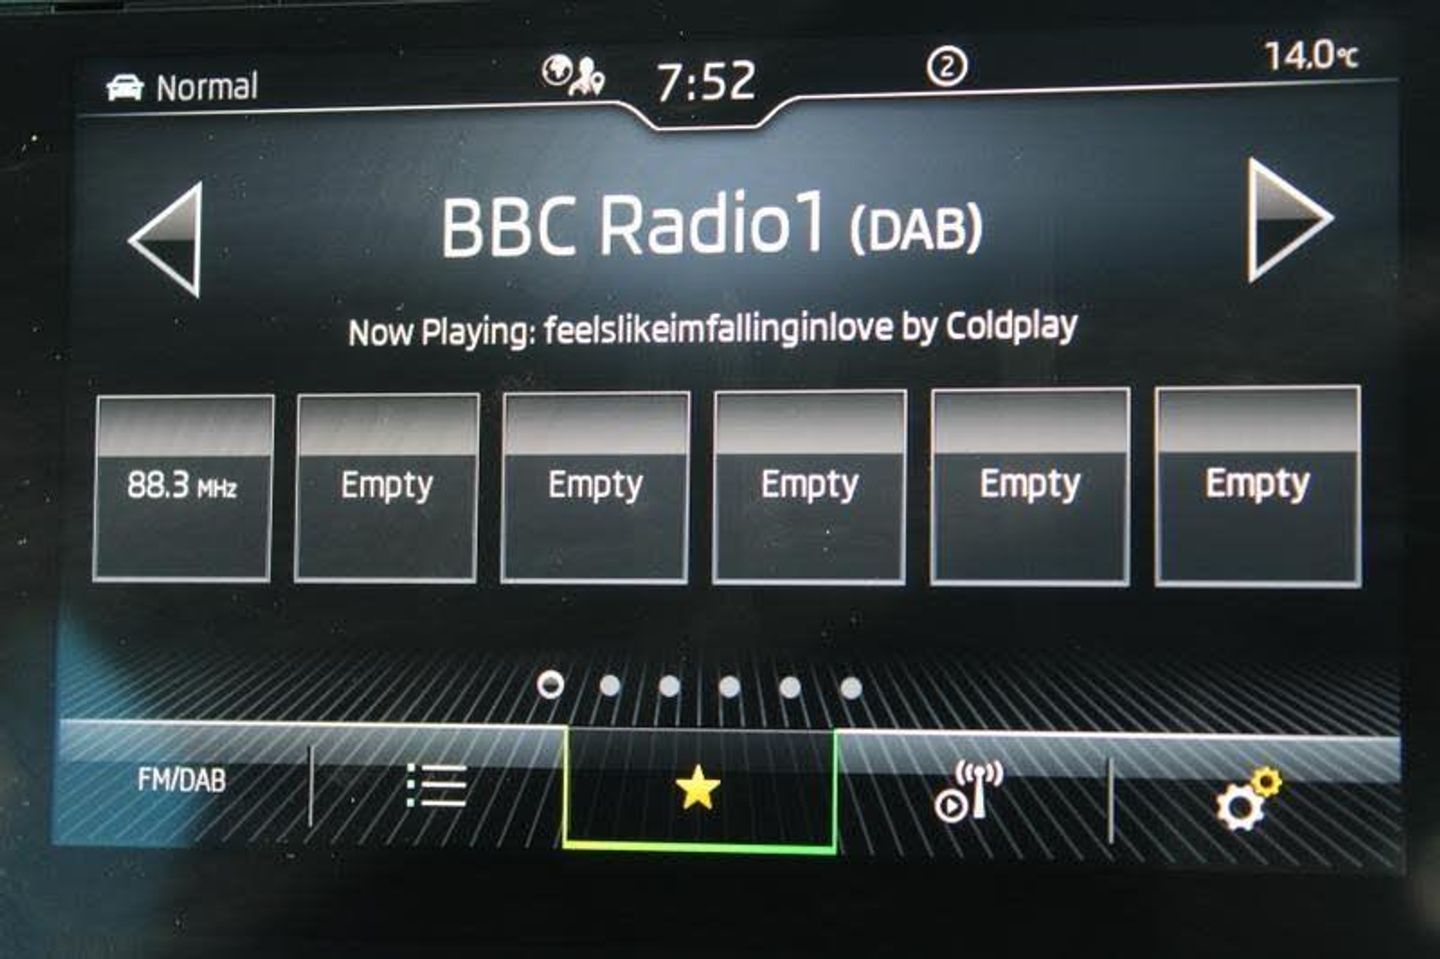 Normal
7:52
2
14.0°C
BBC Radio1 (DAB)
Now Playing: feelslikeimfallinginlove by Coldplay
88.3 MHz
Empty
Empty
Empty
Empty
Empty
FM/DAB